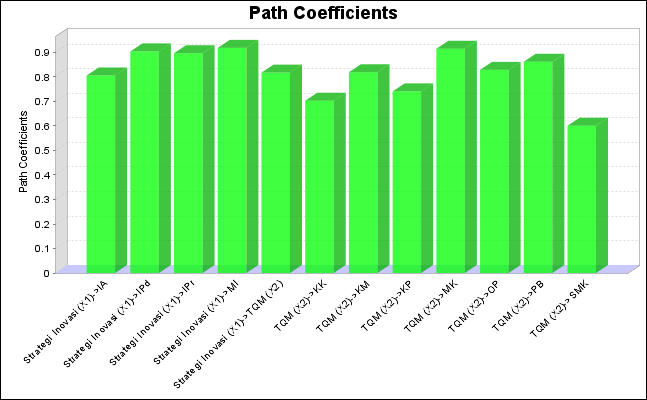 Path Coefficients
Path Coefficients
0.9
0.8
0.7
0.6
0.5
0.4
0.3
0.2
0.1
0
Strategi Inovasi (X1)->IA
Strategi Inovasi (X1)->IPd
Strategi Inovasi (X1)->IPr
Strategi Inovasi (X1)->MI
Strategi Inovasi (X1)->TQM (X2)
TQM (X2)->KK
TQM (X2)->KM
TQM (X2)->KP
TQM (X2)->MK
TQM (X2)->OP
TQM (X2)->PB
TQM (X2)->SMK